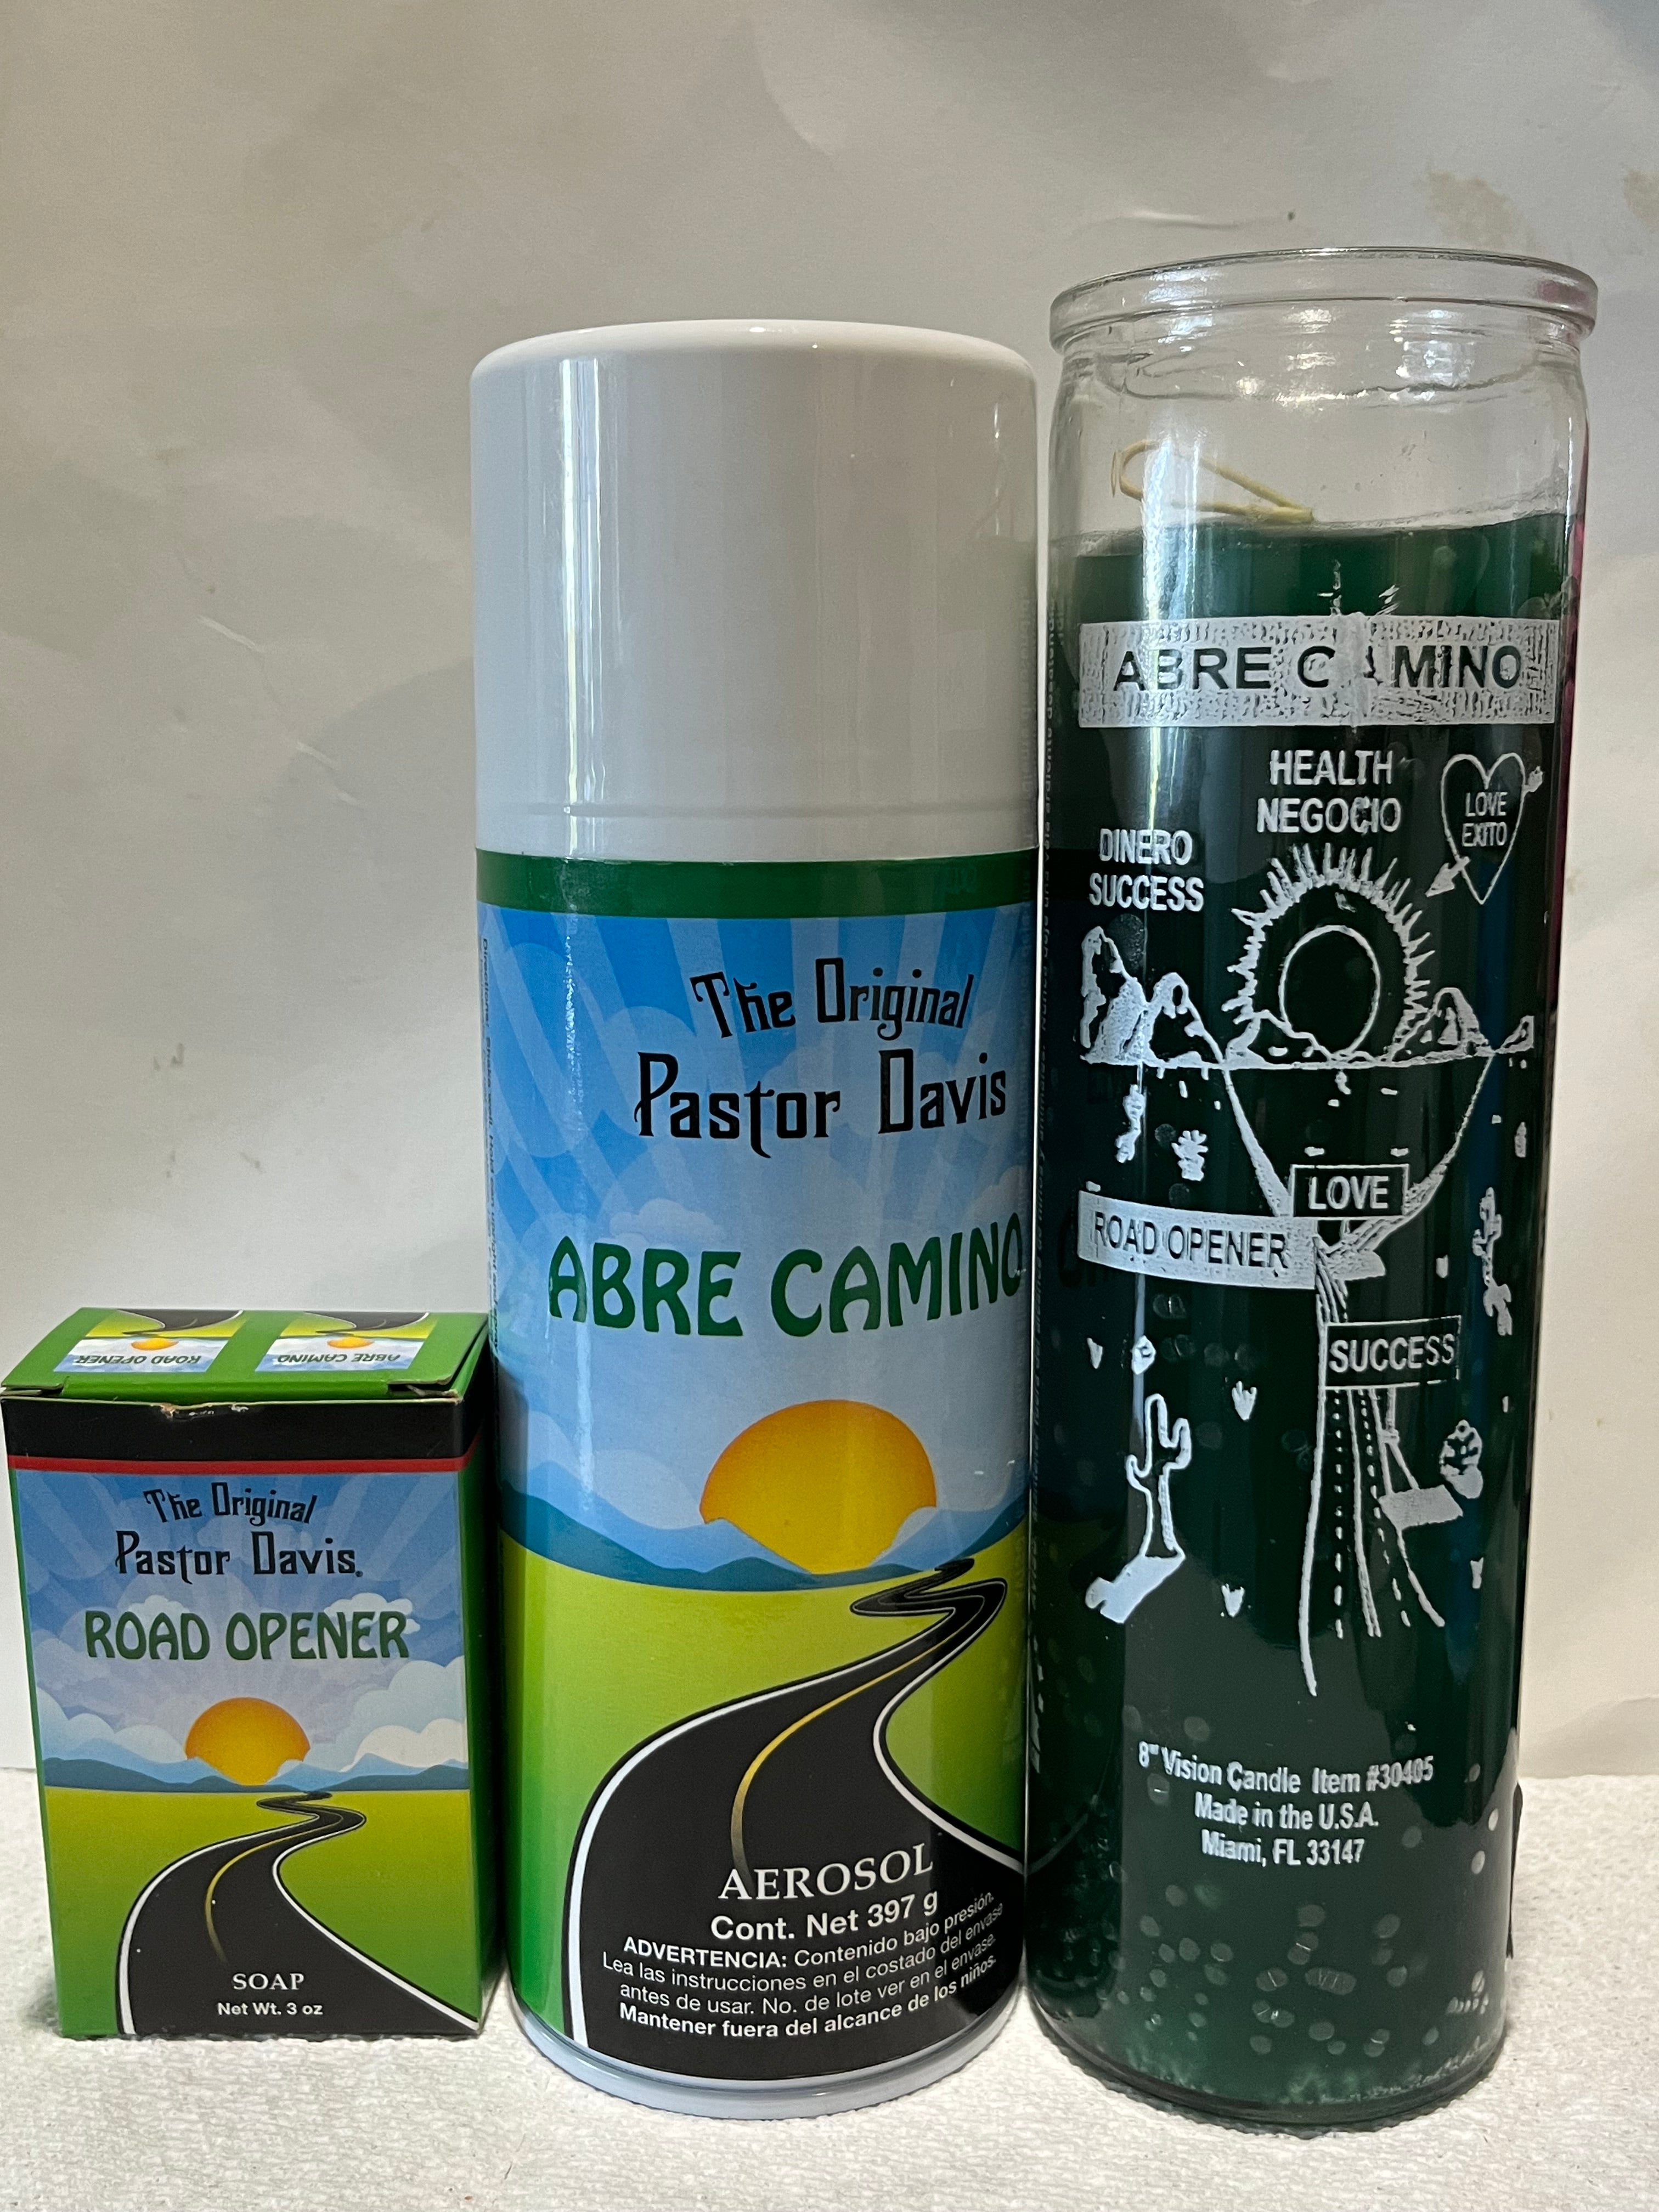 ROAD OPENER
ABRE CAMINO
The Original
Pastor Davis®
ROAD OPENER
SOAP
Net Wt. 3 oz
The Original
Pastor Davis
ABRE CAMINO
AEROSOL
Cont. Net 397 g
ADVERTENCIA: Contenido bajo presión.
Lea las instrucciones en el costado del envase
antes de usar. No. de lote ver en el envase.
Mantener fuera del alcance de los niños.
ABRE CAMINO
HEALTH
NEGOCIO
LOVE
EXITO
DINERO
SUCCESS
LOVE
ROAD OPENER
SUCCESS
8" Vision Candle Item #30405
Made in the U.S.A.
Miami, FL 33147